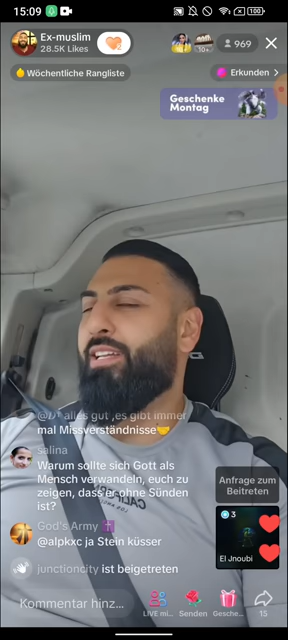 15:09
100
Ex-muslim
28.5K Likes
10+
969
Wöchentliche Rangliste
Erkunden
Geschenke
Montag
alles gut ,es gibt immer
mal Missverständnisse🤝
salina
Warum sollte sich Gott als
Mensch verwandeln, euch zu
zeigen, dass er ohne Sünden
ist?
God's Army
@alpkxc ja Stein küsser
junctioncity ist beigetreten
Anfrage zum
Beitreten
3
El Jnoubi
Kommentar hinz...
LIVE mi...
Senden
Gesche...
15